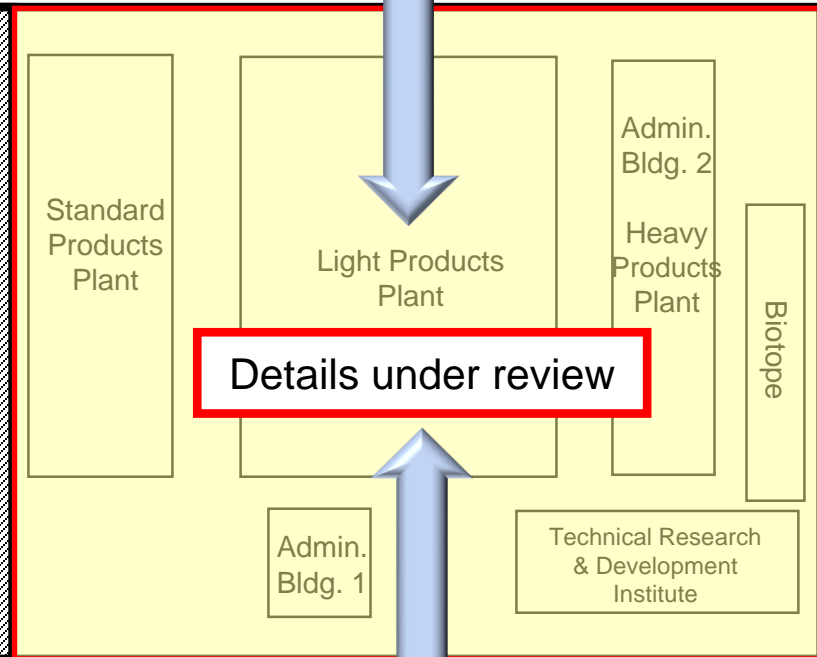 Standard
Products
Plant
Light Products
Plant
Admin.
Bldg. 2
Heavy
Products
Plant
Biotope
Details under review
Admin.
Bldg. 1
Technical Research
& Development
Institute